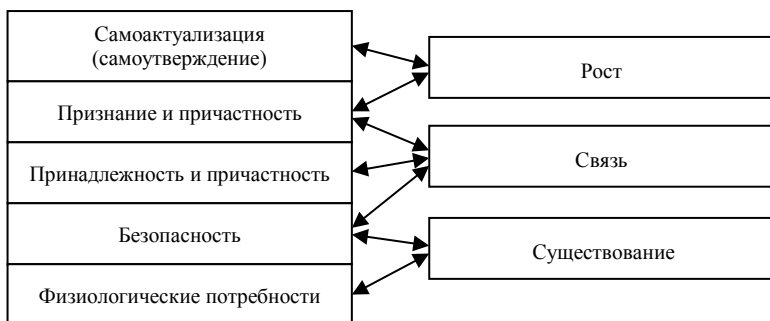 Самоактуализация
(самоутверждение)
Признание и причастность
Принадлежность и причастность
Безопасность
Физиологические потребности
Рост
Связь
Существование